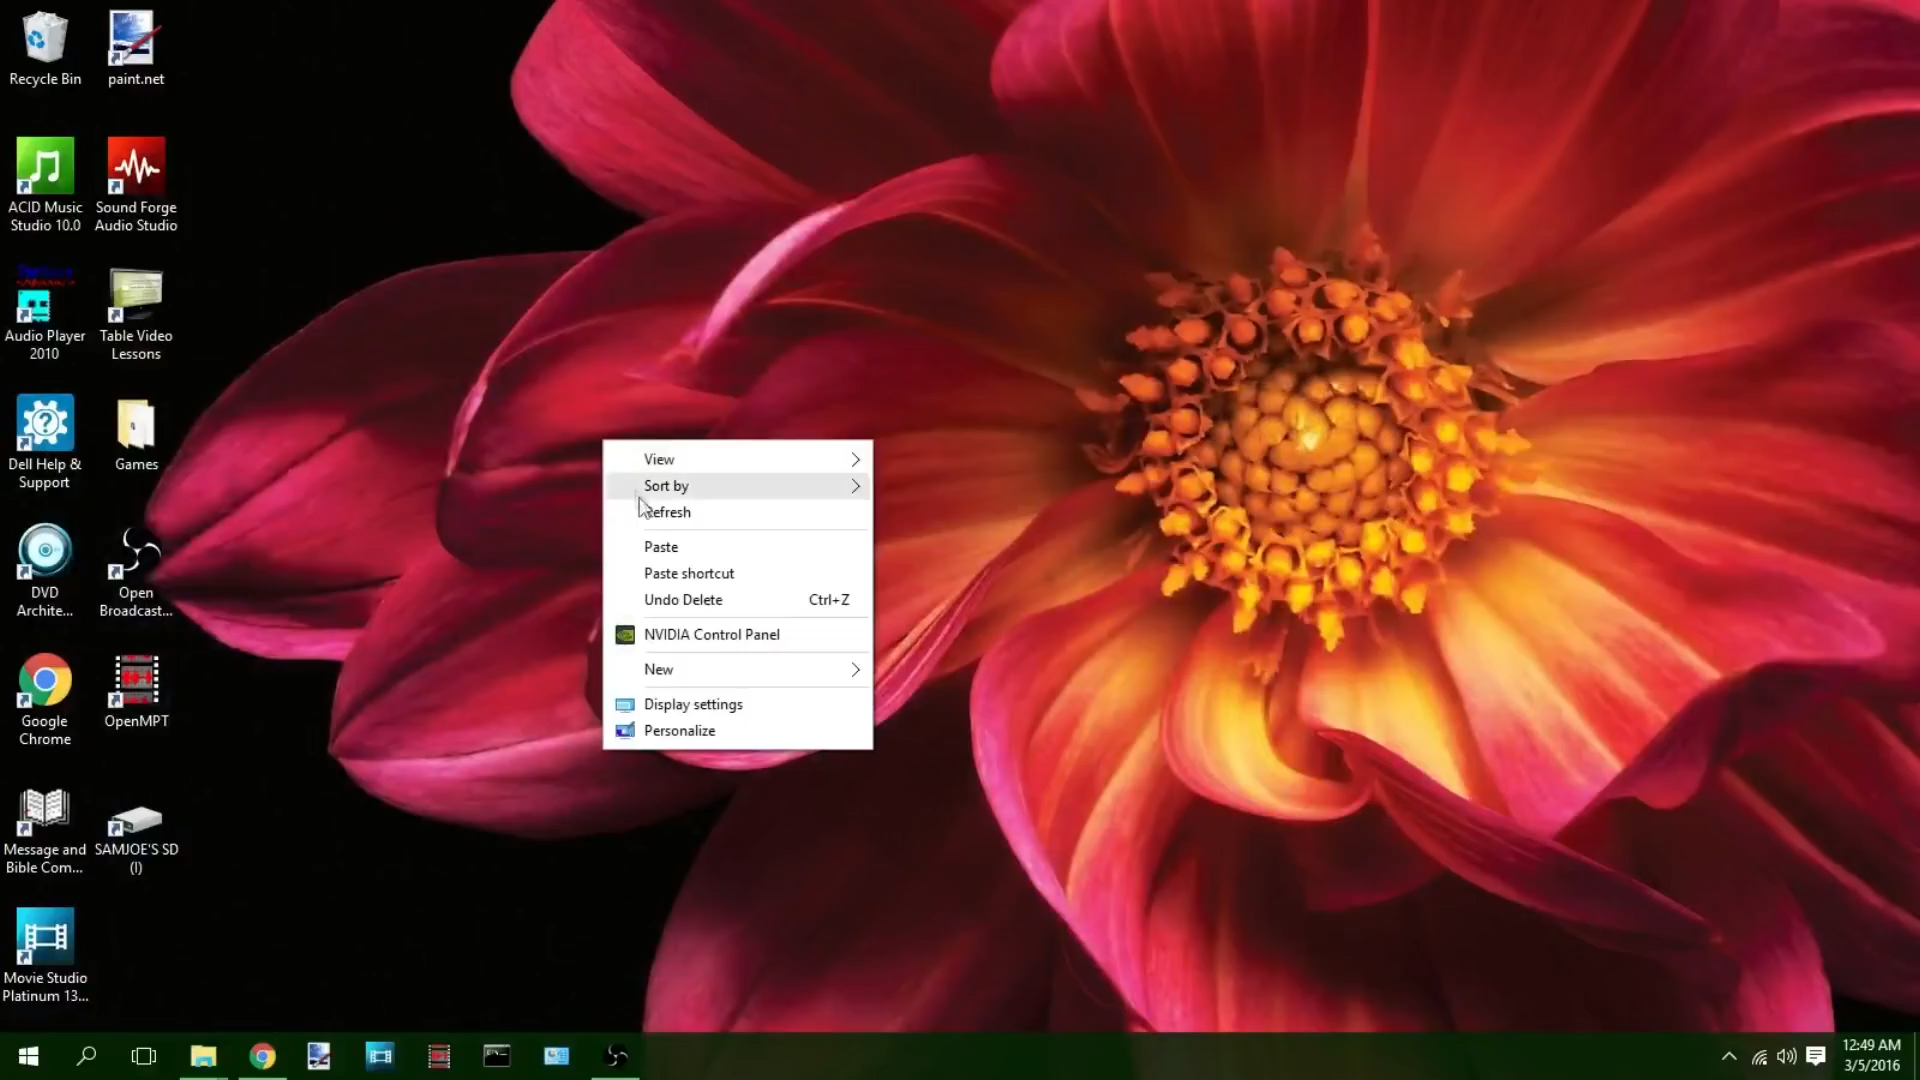 Recycle Bin
paint.net
ACID Music
Studio 10.0
Sound Forge
Audio Studio
Audio Player
2010
Table Video
Lessons
Dell Help &
Support
Games
DVD
Archite...
Open
Broadcast...
Google
Chrome
OpenMPT
Message and
Bible Com...
SAMJOE'S SD
(I)
Movie Studio
Platinum 13...
View
Sort by
Refresh
Paste
Paste shortcut
Undo Delete Ctrl+Z
NVIDIA Control Panel
New
Display settings
Personalize
12:49 AM
3/5/2016